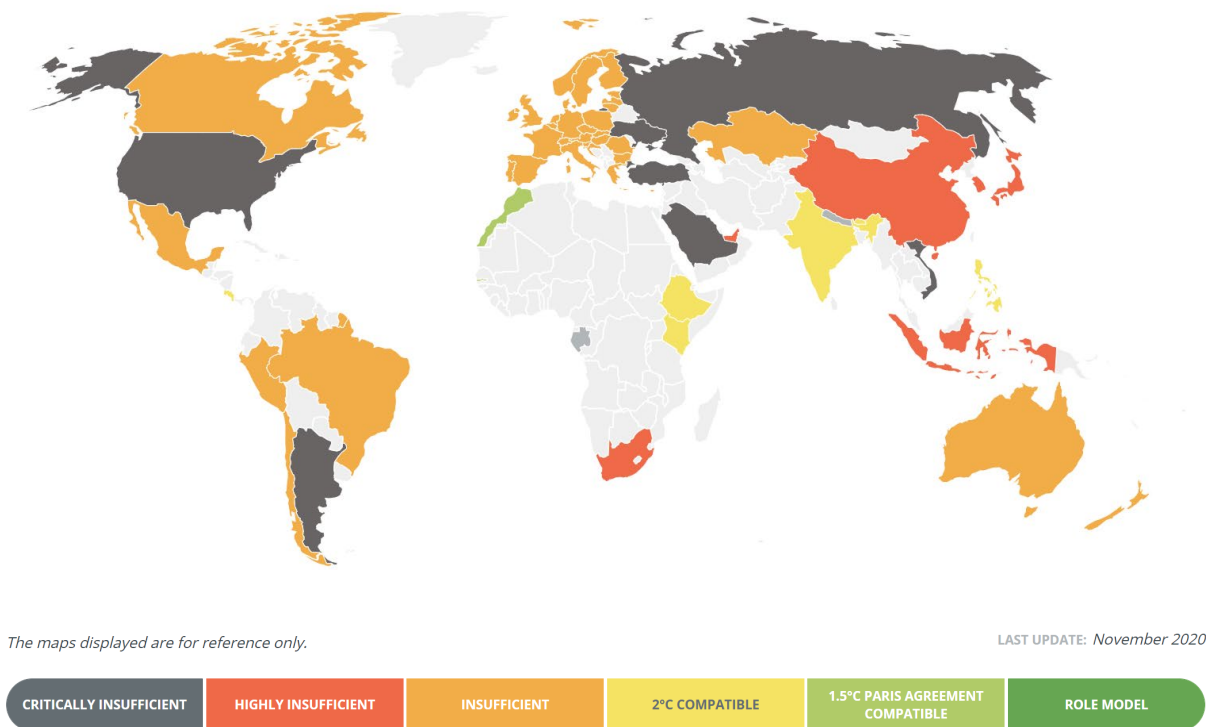 The maps displayed are for reference only.
LAST UPDATE: November 2020
CRITICALLY INSUFFICIENT
HIGHLY INSUFFICIENT
INSUFFICIENT
2°C COMPATIBLE
1.5°C PARIS AGREEMENT
COMPATIBLE
ROLE MODEL